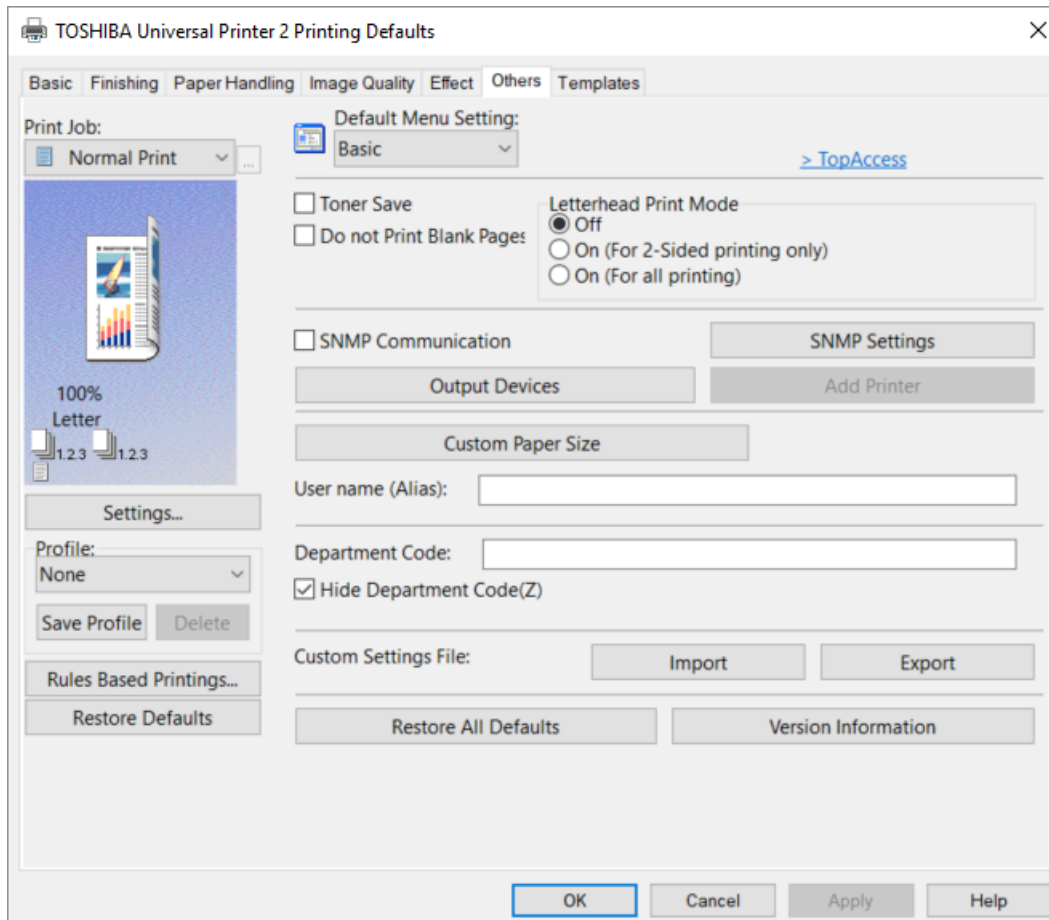 TOSHIBA Universal Printer 2 Printing Defaults
Basic Finishing Paper Handling Image Quality Effect Others Templates
Print Job:
Normal Print
...
100%
Letter
1.2.3 1.2.3
Settings...
Profile:
None
Save Profile Delete
Rules Based Printings...
Restore Defaults
Default Menu Setting:
Basic
> TopAccess
Toner Save
Do not Print Blank Pages
Letterhead Print Mode
Off
On (For 2-Sided printing only)
On (For all printing)
SNMP Communication SNMP Settings
Output Devices Add Printer
Custom Paper Size
User name (Alias):
Department Code:
Hide Department Code(Z)
Custom Settings File: Import Export
Restore All Defaults Version Information
OK Cancel Apply Help